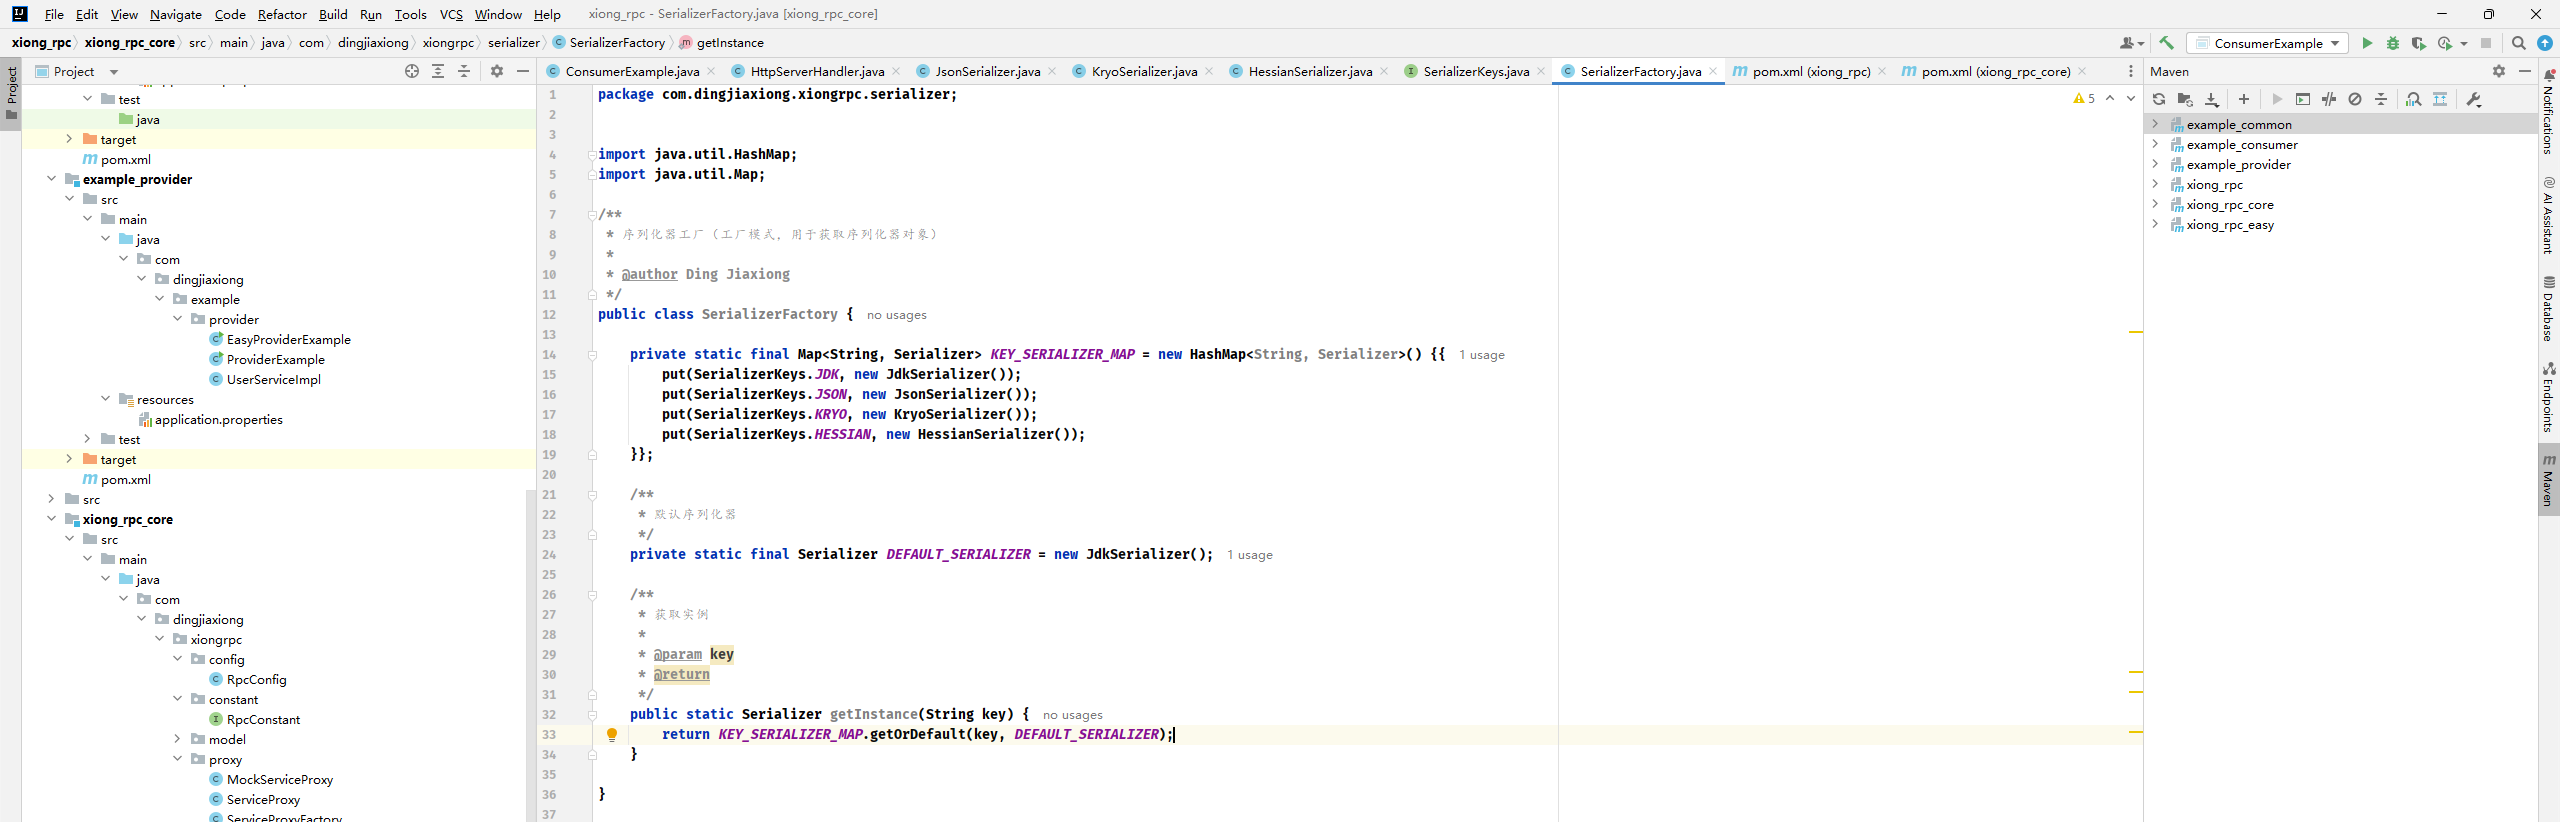 File Edit View Navigate Code Refactor Build Run Tools VCS Window Help xiong_rpc - SerializerFactory.java [xiong_rpc_core]
xiong_rpc xiong_rpc_core src main java com dingjiaxiong xiongrpc serializer SerializerFactory getInstance ConsumerExample
Project
ConsumerExample.java HttpServerHandler.java JsonSerializer.java KryoSerializer.java HessianSerializer.java SerializerKeys.java SerializerFactory.java pom.xml (xiong_rpc) pom.xml (xiong_rpc_core)
Maven
Project
test
java
target
pom.xml
example_provider
src
main
java
com
dingjiaxiong
example
provider
EasyProviderExample
ProviderExample
UserServiceImpl
resources
application.properties
test
target
pom.xml
src
xiong_rpc_core
src
main
java
com
dingjiaxiong
xiongrpc
config
RpcConfig
constant
RpcConstant
model
proxy
MockServiceProxy
ServiceProxy
ServiceProxyFactory
1 package com.dingjiaxiong.xiongrpc.serializer;
2
3
4 import java.util.HashMap;
5 import java.util.Map;
6
7 /**
8 * 序列化器工厂（工厂模式，用于获取序列化器对象）
9 *
10 * @author Ding Jiaxiong
11 */
12 public class SerializerFactory { no usages
13
14 private static final Map<String, Serializer> KEY_SERIALIZER_MAP = new HashMap<String, Serializer>() {{ 1 usage
15 put(SerializerKeys.JDK, new JdkSerializer());
16 put(SerializerKeys.JSON, new JsonSerializer());
17 put(SerializerKeys.KRYO, new KryoSerializer());
18 put(SerializerKeys.HESSIAN, new HessianSerializer());
19 }};
20
21 /**
22 * 默认序列化器
23 */
24 private static final Serializer DEFAULT_SERIALIZER = new JdkSerializer(); 1 usage
25
26 /**
27 * 获取实例
28 *
29 * @param key
30 * @return
31 */
32 public static Serializer getInstance(String key) { no usages
33 return KEY_SERIALIZER_MAP.getOrDefault(key, DEFAULT_SERIALIZER);
34 }
35
36 }
37
5
example_common
example_consumer
example_provider
xiong_rpc
xiong_rpc_core
xiong_rpc_easy
Notifications
AI Assistant
Database
Endpoints
Maven